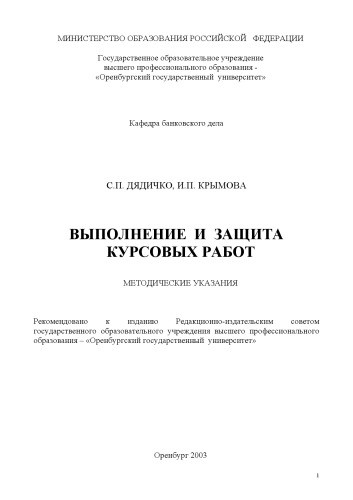 МИНИСТЕРСТВО ОБРАЗОВАНИЯ РОССИЙСКОЙ ФЕДЕРАЦИИ
Государственное образовательное учреждение
высшего профессионального образования -
«Оренбургский государственный университет»
Кафедра банковского дела
С.П. ДЯДИЧКО, И.П. КРЫМОВА
ВЫПОЛНЕНИЕ И ЗАЩИТА
КУРСОВЫХ РАБОТ
МЕТОДИЧЕСКИЕ УКАЗАНИЯ
Рекомендовано к изданию Редакционно-издательским советом
государственного образовательного учреждения высшего профессионального
образования – «Оренбургский государственный университет»
Оренбург 2003
1